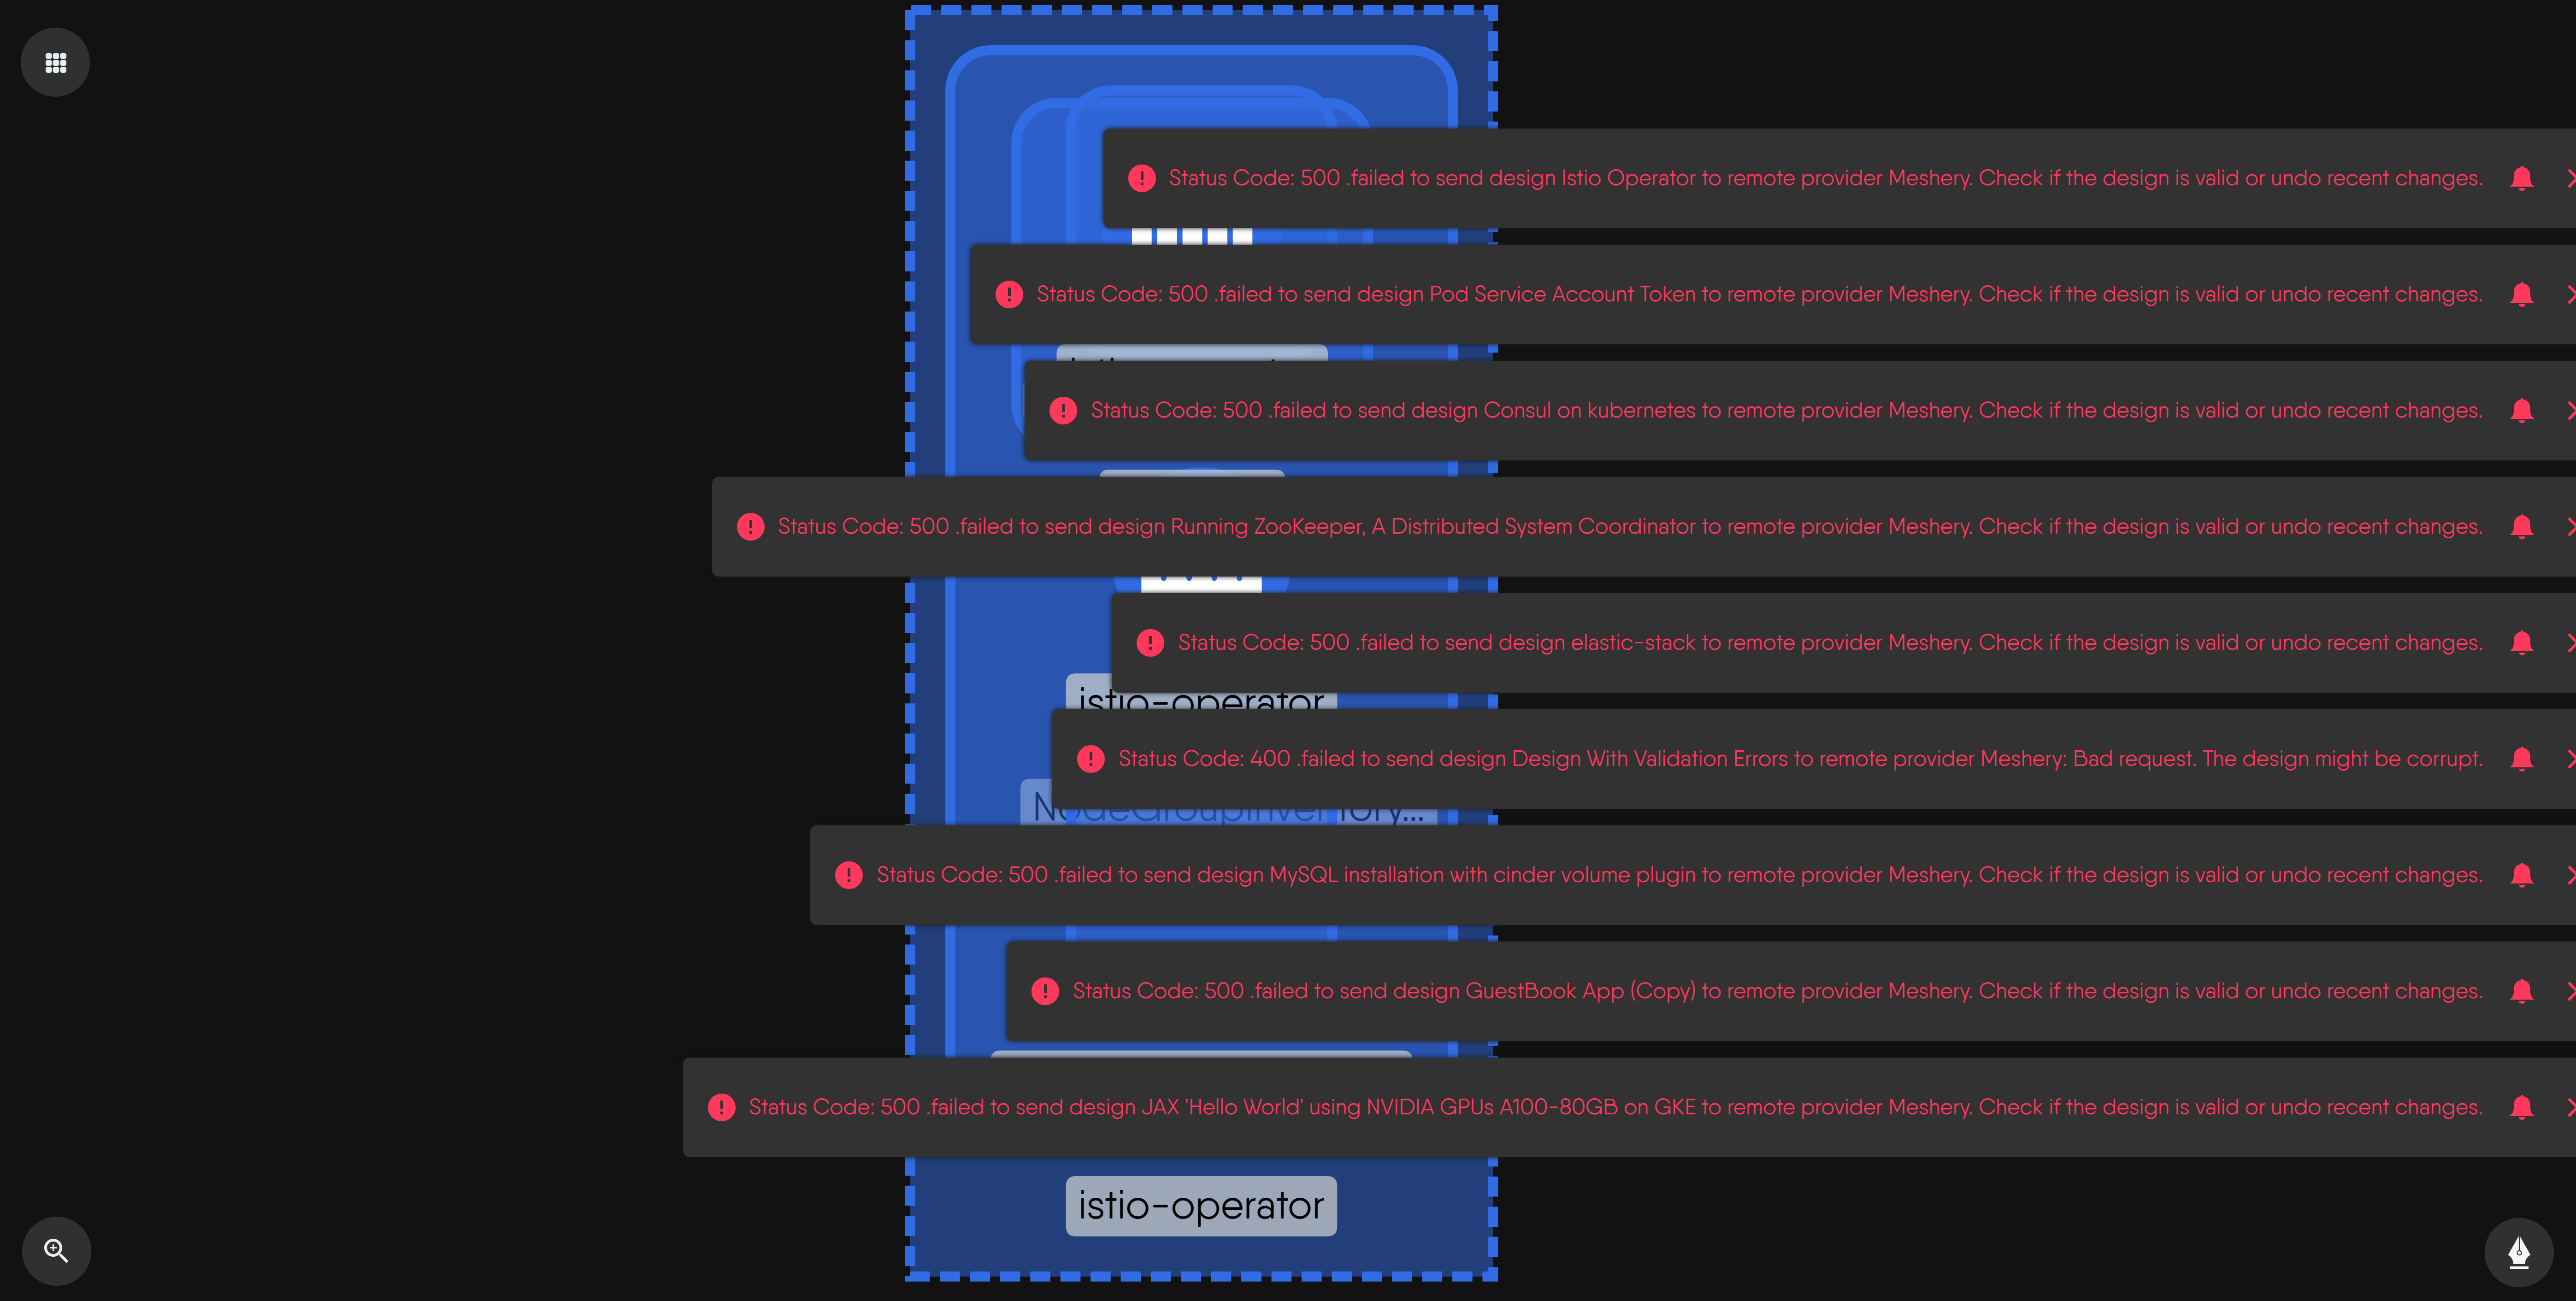 Status Code: 500 .failed to send design Istio Operator to remote provider Meshery. Check if the design is valid or undo recent changes.
Status Code: 500 .failed to send design Pod Service Account Token to remote provider Meshery. Check if the design is valid or undo recent changes.
Status Code: 500 .failed to send design Consul on kubernetes to remote provider Meshery. Check if the design is valid or undo recent changes.
Status Code: 500 .failed to send design Running ZooKeeper, A Distributed System Coordinator to remote provider Meshery. Check if the design is valid or undo recent changes.
Status Code: 500 .failed to send design elastic-stack to remote provider Meshery. Check if the design is valid or undo recent changes.
istio-operator
Status Code: 400 .failed to send design Design With Validation Errors to remote provider Meshery: Bad request. The design might be corrupt.
NodeGroupInventory...
Status Code: 500 .failed to send design MySQL installation with cinder volume plugin to remote provider Meshery. Check if the design is valid or undo recent changes.
Status Code: 500 .failed to send design GuestBook App (Copy) to remote provider Meshery. Check if the design is valid or undo recent changes.
Status Code: 500 .failed to send design JAX 'Hello World' using NVIDIA GPUs A100-80GB on GKE to remote provider Meshery. Check if the design is valid or undo recent changes.
istio-operator